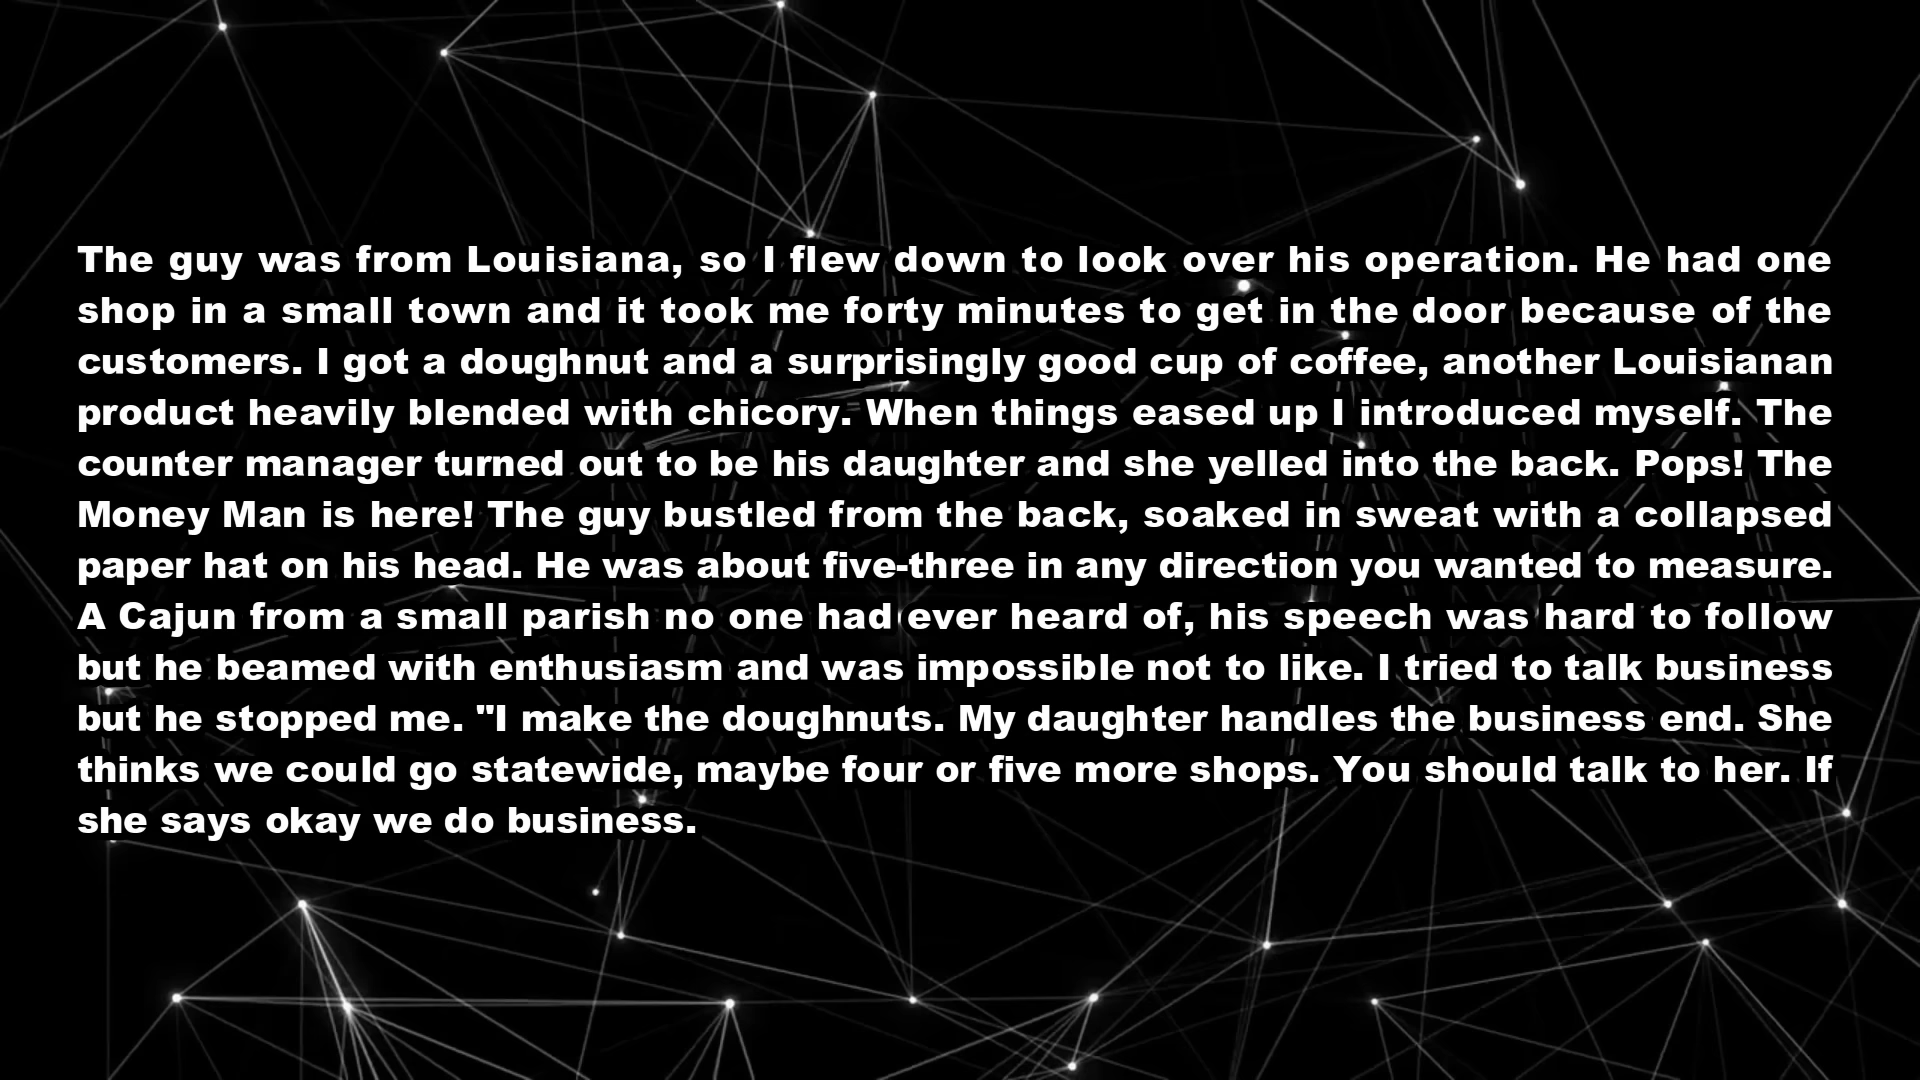 The guy was from Louisiana, so I flew down to look over his operation. He had one
shop in a small town and it took me forty minutes to get in the door because of the
customers. I got a doughnut and a surprisingly good cup of coffee, another Louisianan
product heavily blended with chicory. When things eased up I introduced myself. The
counter manager turned out to be his daughter and she yelled into the back. Pops! The
Money Man is here! The guy bustled from the back, soaked in sweat with a collapsed
paper hat on his head. He was about five-three in any direction you wanted to measure.
A Cajun from a small parish no one had ever heard of, his speech was hard to follow
but he beamed with enthusiasm and was impossible not to like. I tried to talk business
but he stopped me. "I make the doughnuts. My daughter handles the business end. She
thinks we could go statewide, maybe four or five more shops. You should talk to her. If
she says okay we do business.